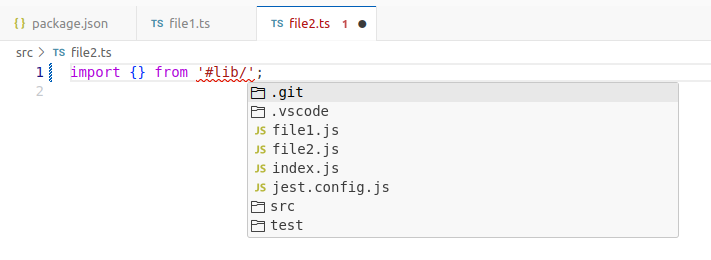 {} package.json TS file1.ts TS file2.ts 1
src > TS file2.ts
1 import {} from '#lib/';
2
.git
.vscode
JS file1.js
JS file2.js
JS index.js
JS jest.config.js
src
test